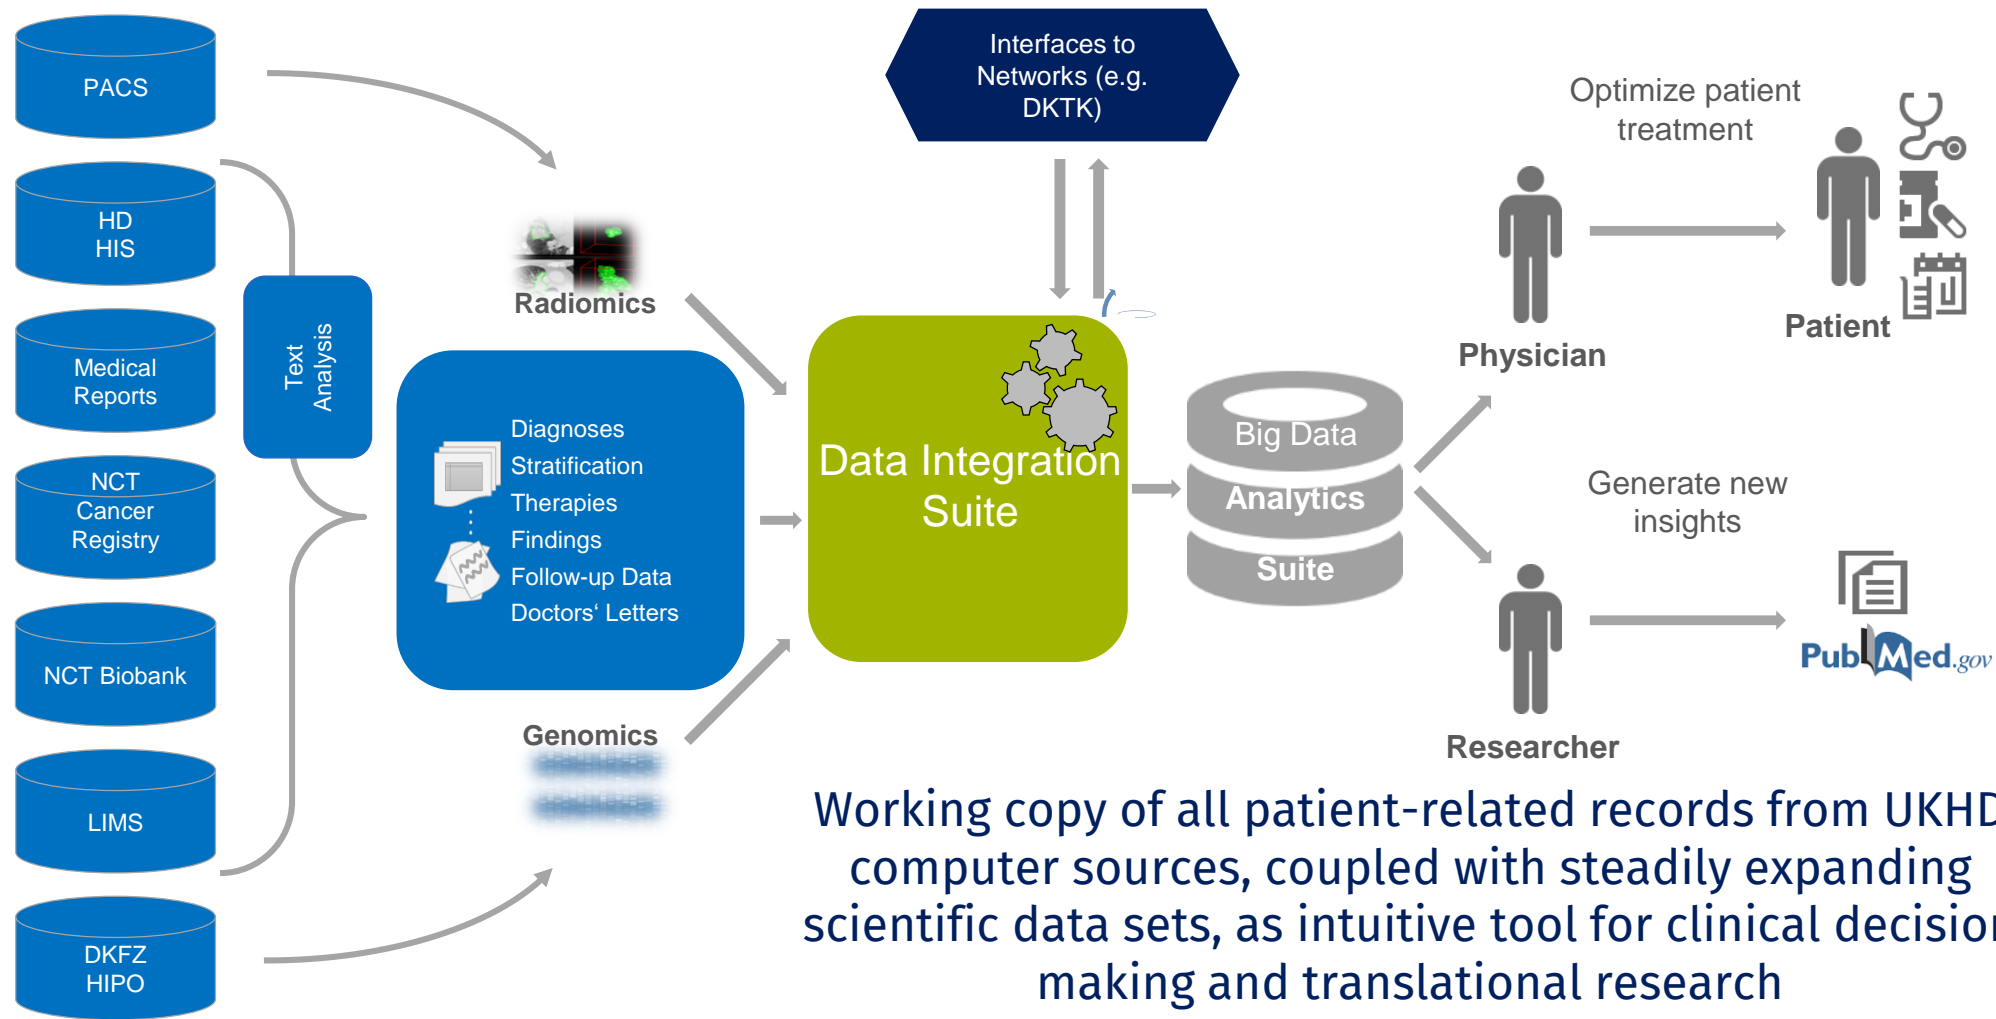 PACS
HD
HIS
Medical
Reports
NCT
Cancer
Registry
NCT Biobank
LIMS
DKFZ
HIPO
Text
Analysis
Radiomics
Diagnoses
Stratification
Therapies
Findings
Follow-up Data
Doctors‘ Letters
Genomics
Interfaces to
Networks (e.g.
DKTK)
Data Integration
Suite
Big Data
Analytics
Suite
Optimize patient
treatment
Physician
Patient
Generate new
insights
Researcher
PubMed.gov
Working copy of all patient-related records from UKHD
computer sources, coupled with steadily expanding
scientific data sets, as intuitive tool for clinical decision
making and translational research